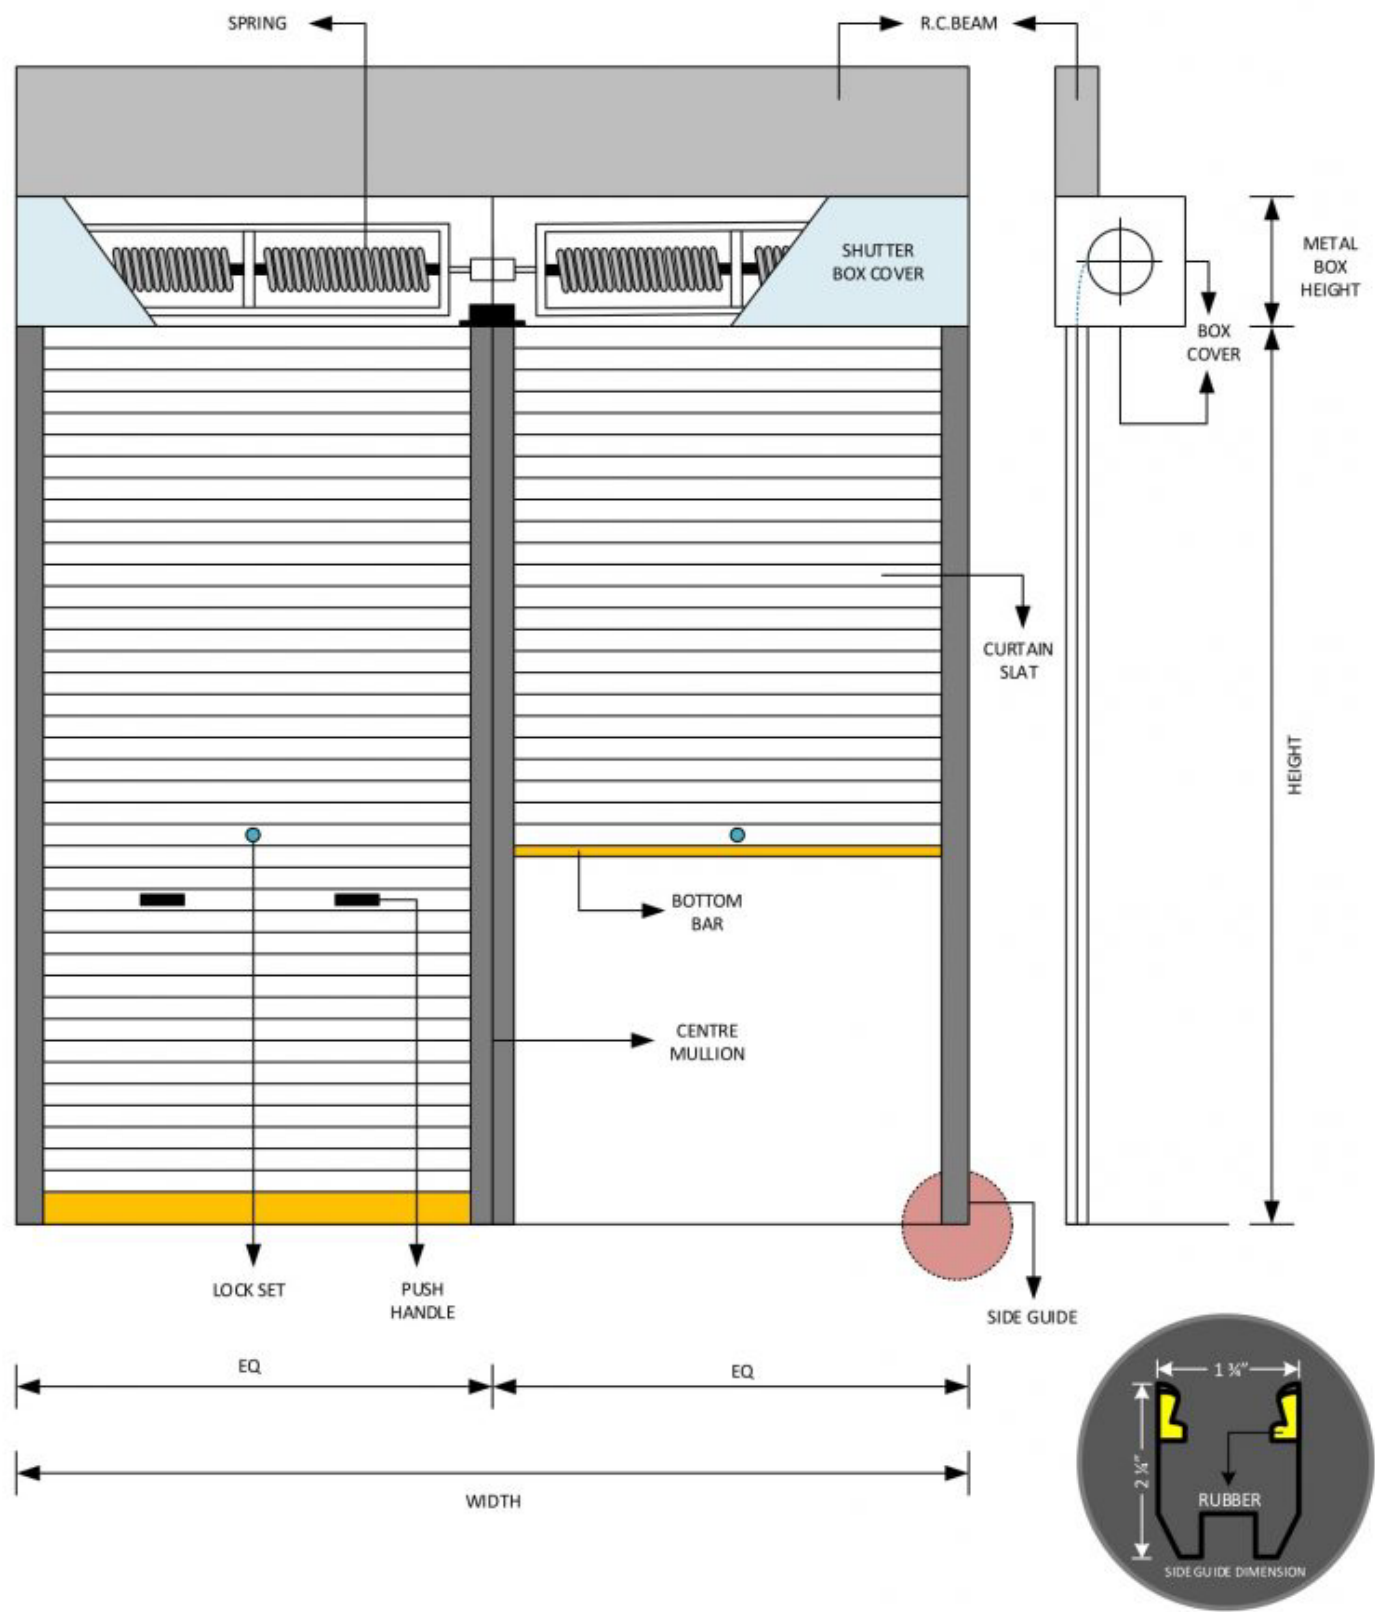 SPRING
R.C.BEAM
SHUTTER
BOX COVER
METAL
BOX
HEIGHT
BOX
COVER
CURTAIN
SLAT
HEIGHT
BOTTOM
BAR
CENTRE
MULLION
LOCK SET
PUSH
HANDLE
SIDE GUIDE
EQ
EQ
WIDTH
1 ¾"
2 ¼"
RUBBER
SIDE GUIDE DIMENSION